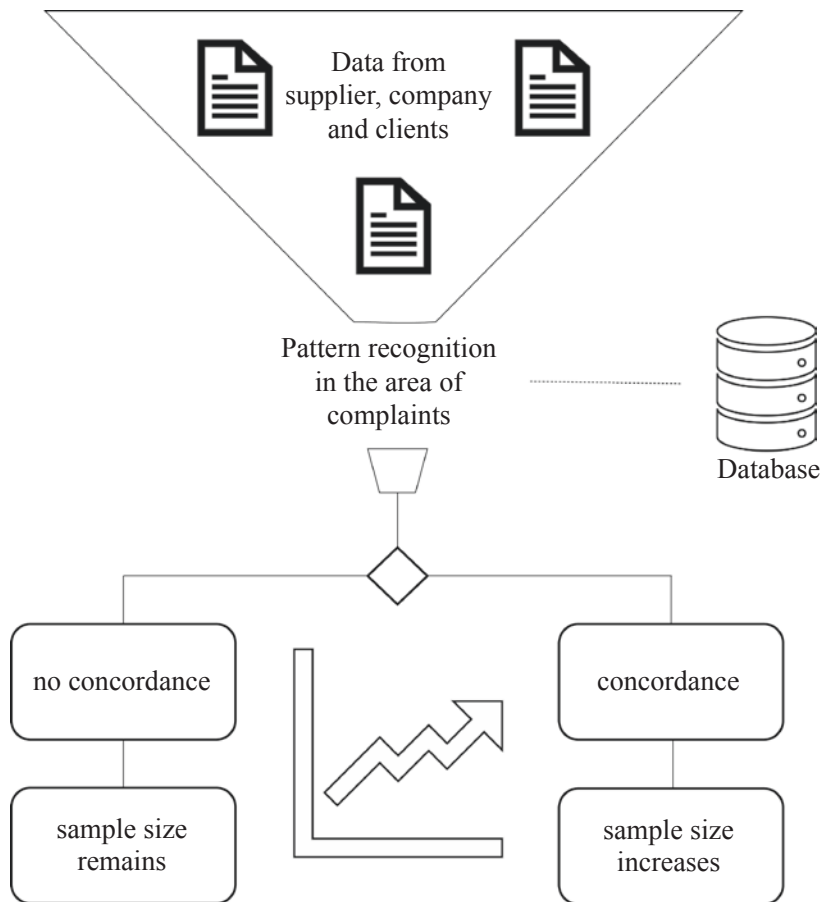 Data from
supplier, company
and clients
Pattern recognition
in the area of
complaints
Database
no concordance
concordance
sample size
remains
sample size
increases